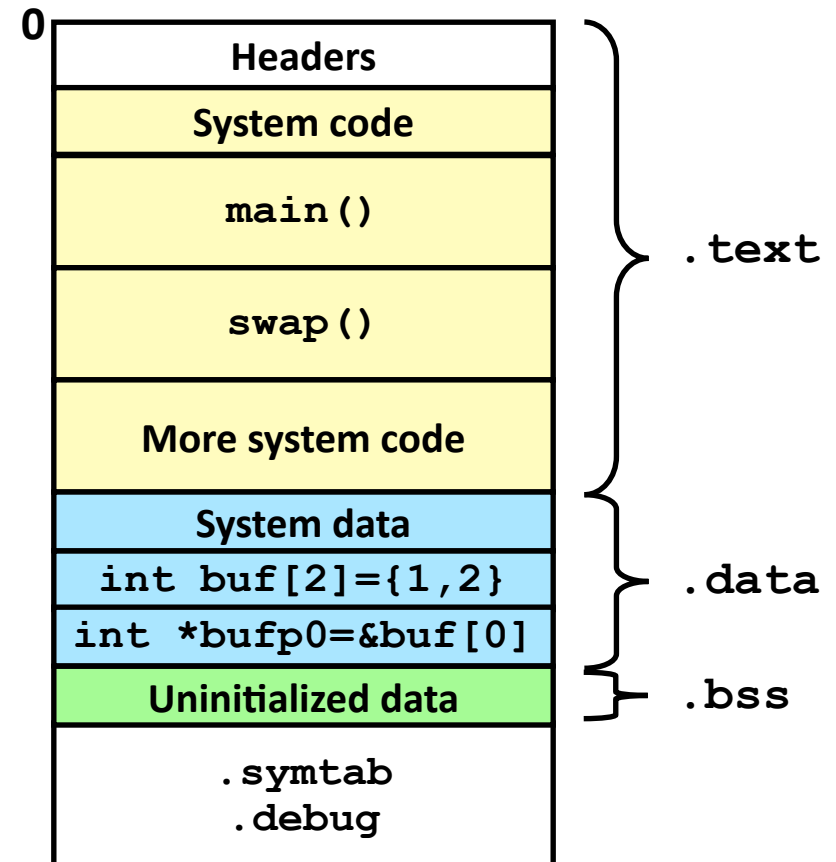 0
Headers
System code
main()
swap()
More system code
System data
int buf[2]={1,2}
int *bufp0=&buf[0]
Uninitialized data
.symtab
.debug
.text
.data
.bss